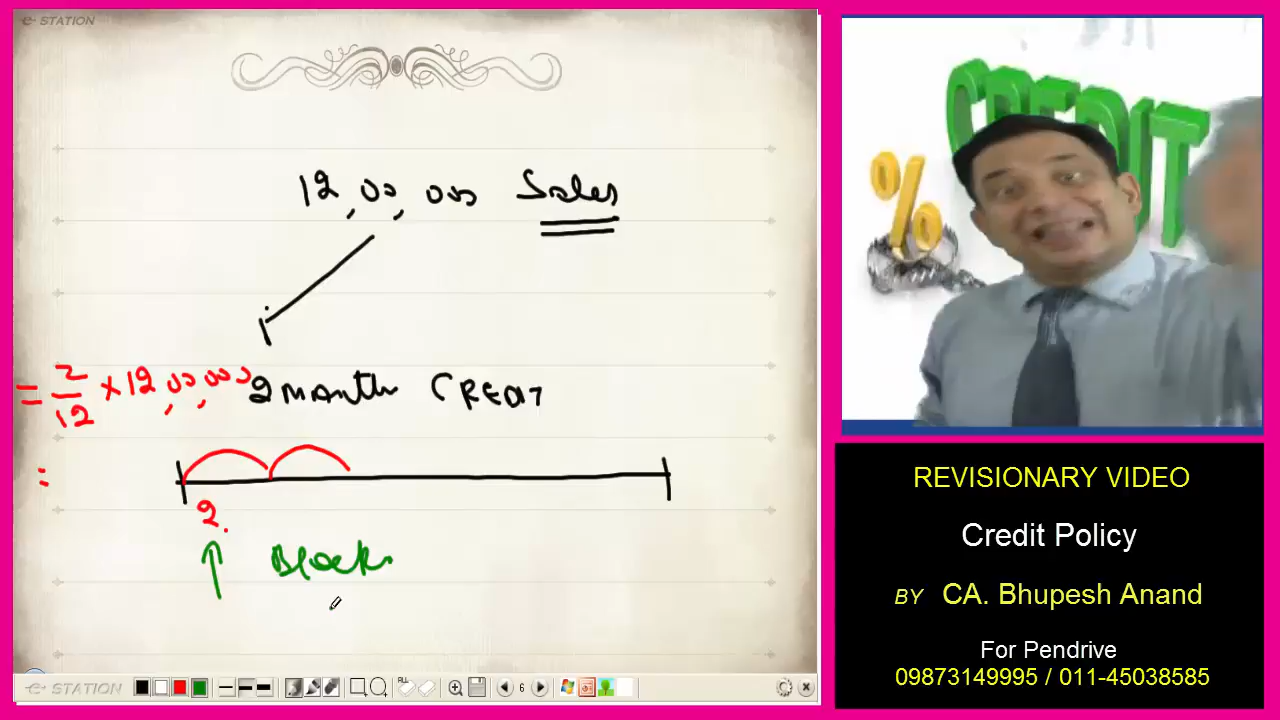 e-STATION
12,00,000 Sales
= 2/12 × 12,00,000 2 month CREDIT
=
2.
↑ Block
e-STATION
6
CREDIT
%
REVISIONARY VIDEO
Credit Policy
BY CA. Bhupesh Anand
For Pendrive
09873149995 / 011-45038585